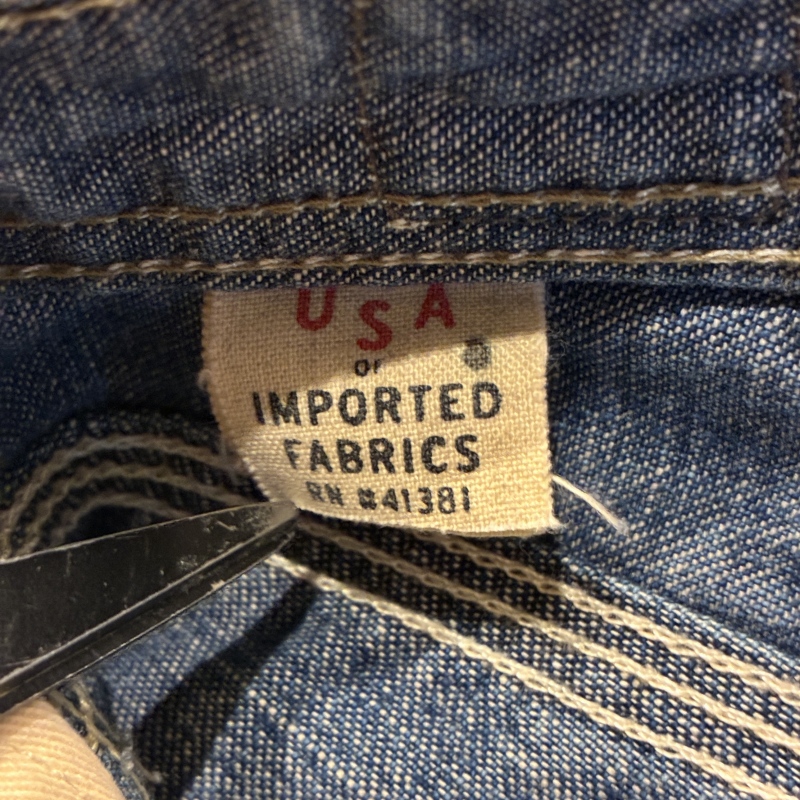 USA
OF
IMPORTED
FABRICS
RN #41381